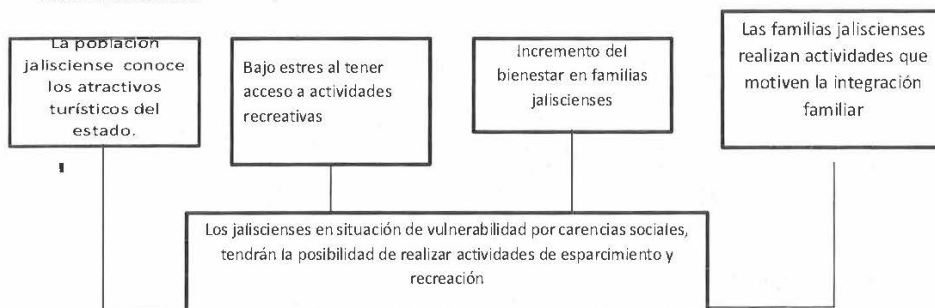 La población
jalisciense conoce
los atractivos
turísticos del
estado.
Bajo estres al tener
acceso a actividades
recreativas
Incremento del
bienestar en familias
jaliscienses
Las familias jaliscienses
realizan actividades que
motiven la integración
familiar
Los jaliscienses en situación de vulnerabilidad por carencias sociales,
tendrán la posibilidad de realizar actividades de esparcimiento y
recreación